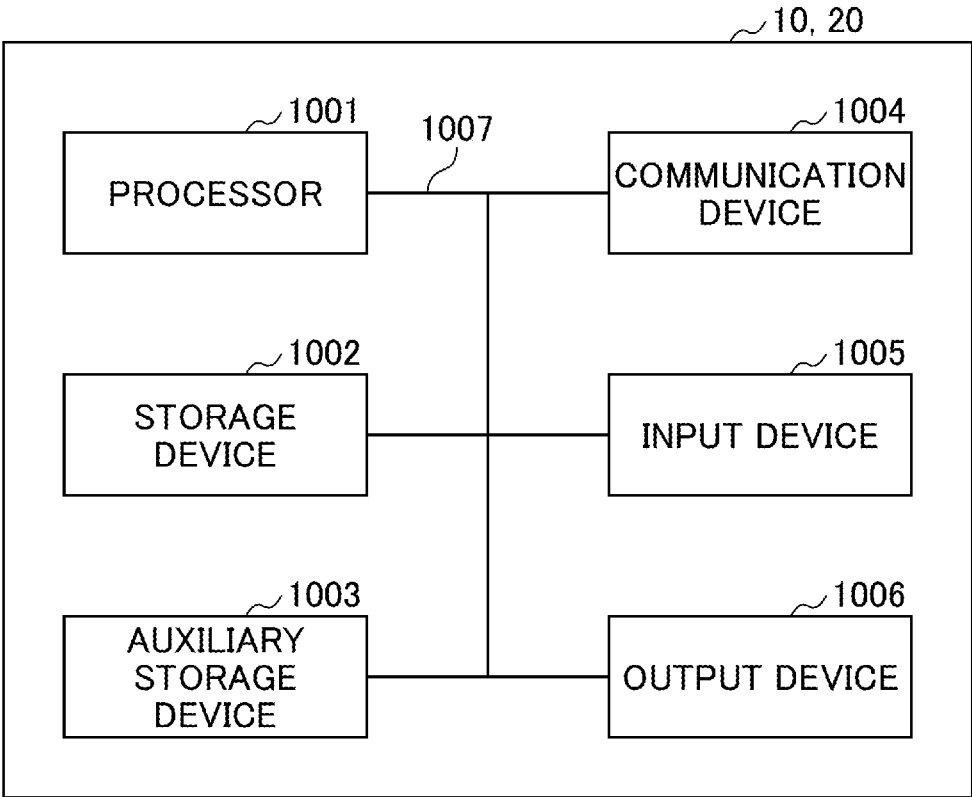 10, 20
1001
PROCESSOR
1007
1004
COMMUNICATION
DEVICE
1002
STORAGE
DEVICE
1005
INPUT DEVICE
1003
AUXILIARY
STORAGE
DEVICE
1006
OUTPUT DEVICE